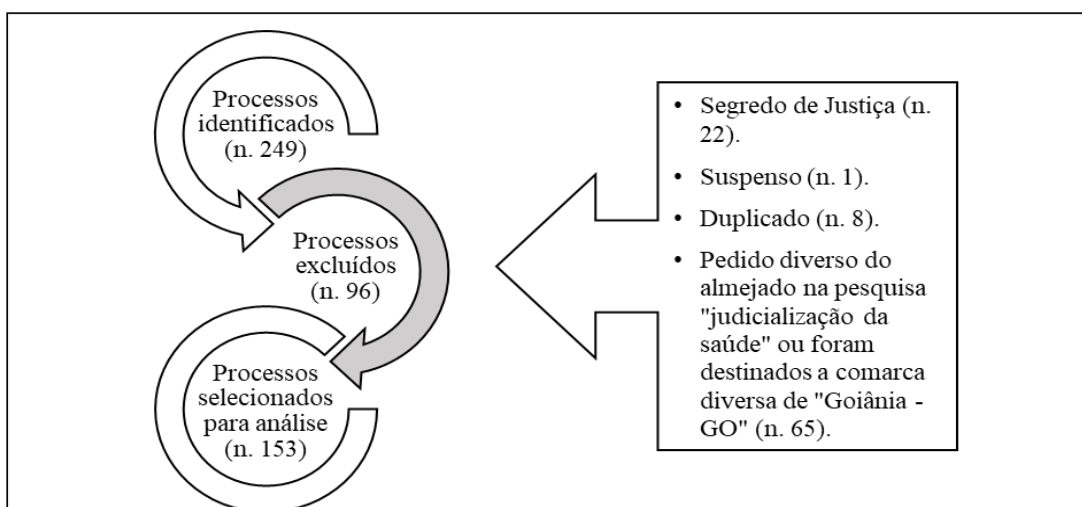 Processos
identificados
(n. 249)
Processos
excluídos
(n. 96)
Processos
selecionados
para análise
(n. 153)
• Segredo de Justiça (n.
22).
• Suspenso (n. 1).
• Duplicado (n. 8).
• Pedido diverso do
almejado na pesquisa
"judicialização da
saúde" ou foram
destinados a comarca
diversa de "Goiânia -
GO" (n. 65).